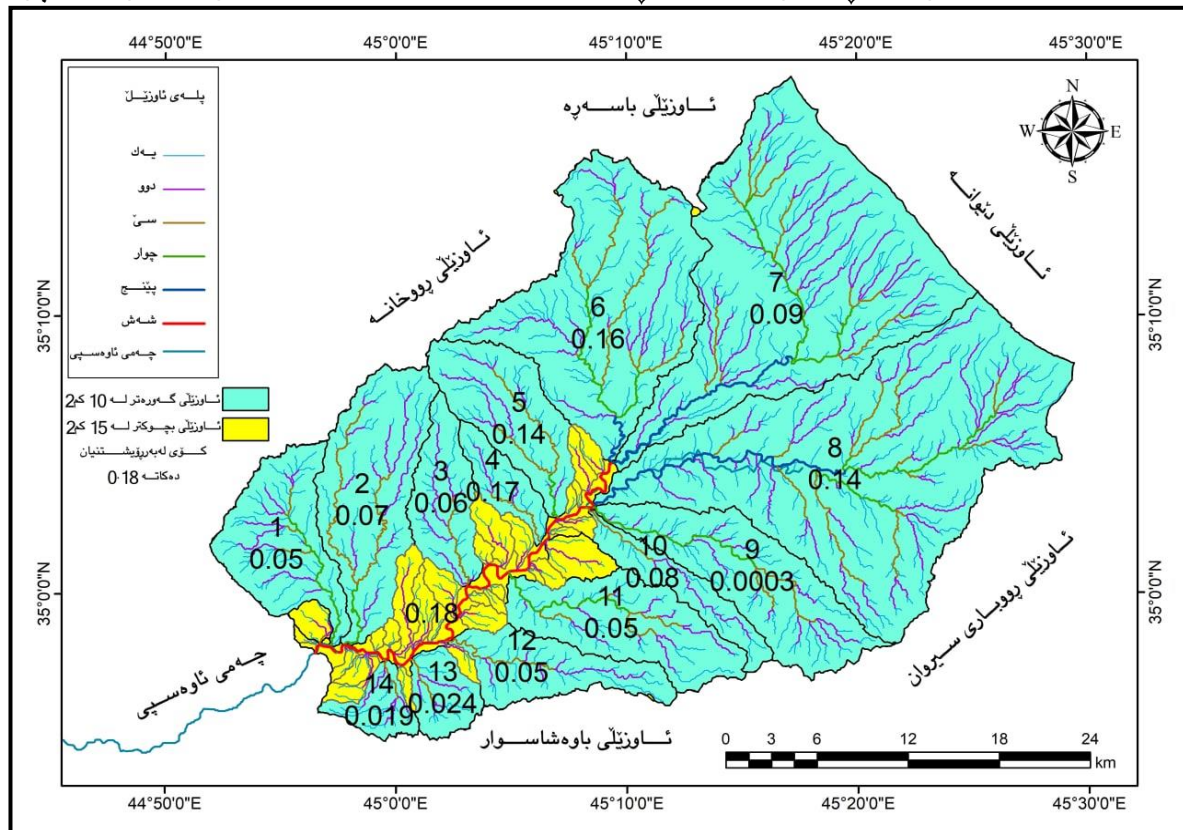 44°50'0"E 45°0'0"E 45°10'0"E 45°20'0"E 45°30'0"E
پلەی ئاوزێڵ
یەك
دوو
سێ
چوار
پێنج
شەش
چەمی ئاوەسپی
ئاوزێڵی گەورەتر لە 10 کم2
ئاوزێڵی بچوکتر لە 15 کم2
کۆی لەبەرڕۆیشتنیان
دەکاتە 0.18
ئاوزێڵی باسەرە
N
W E
S
ئاوزێڵی دێوانە
ئاوزێڵی پووخانە
35°10'0"N 35°10'0"N
7
0.09
6
0.16
5
0.14
8
0.14
4
0.17
3
0.06
2
0.07
1
0.05
10
0.08
9
0.0003
11
0.05
0.18
12
0.05
13
0.024
14
0.019
35°0'0"N 35°0'0"N
ئاوزێڵی پووباری سیروان
چەمی ئاوەسپی
ئاوزێڵی باوەشاسوار
0 3 6 12 18 24
km
44°50'0"E 45°0'0"E 45°10'0"E 45°20'0"E 45°30'0"E